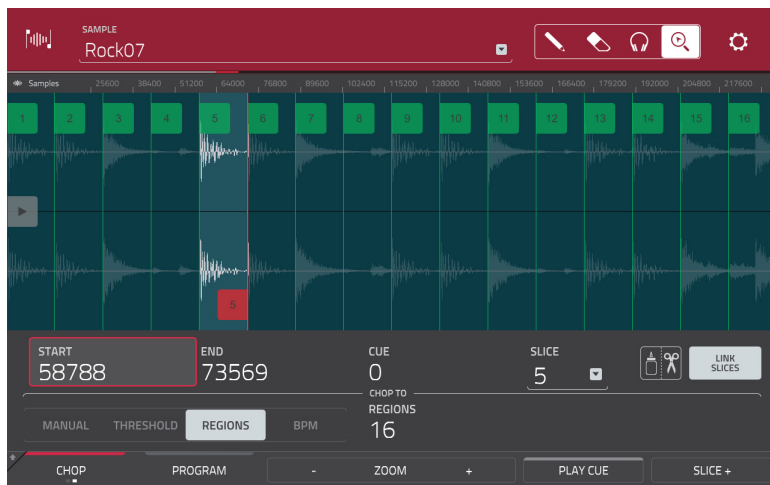 SAMPLE
Rock07
Samples 25600 38400 51200 64000 76800 89600 102400 115200 128000 140800 153600 166400 179200 192000 204800 217600
1 2 3 4 5 6 7 8 9 10 11 12 13 14 15 16
5
START END CUE SLICE
58788 73569 0 5
LINK
SLICES
CHOP TO
REGIONS
16
MANUAL THRESHOLD REGIONS BPM
CHOP PROGRAM - ZOOM + PLAY CUE SLICE +